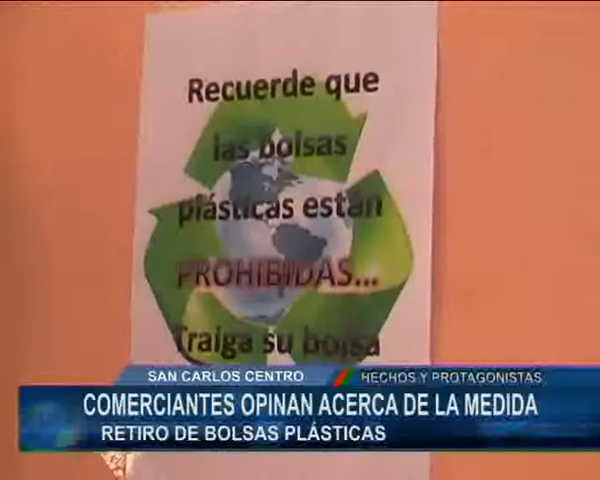 Recuerde que
las bolsas
plásticas están
PROHIBIDAS...
Traiga su bolsa
SAN CARLOS CENTRO
HECHOS Y PROTAGONISTAS
COMERCIANTES OPINAN ACERCA DE LA MEDIDA
RETIRO DE BOLSAS PLÁSTICAS